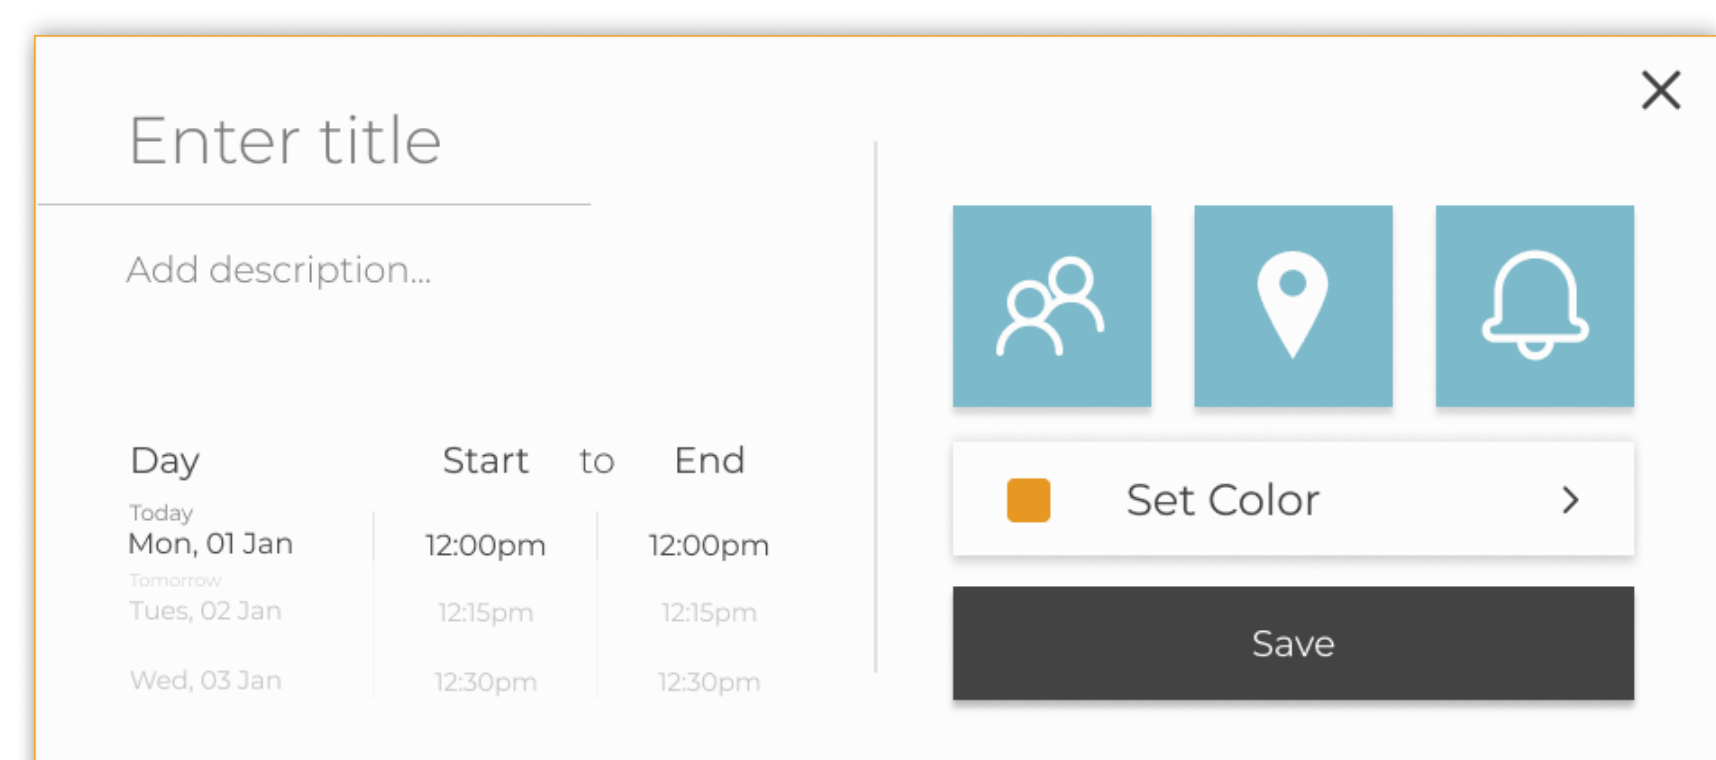 Enter title
Add description...
Day Start to End
Today
Mon, 01 Jan 12:00pm 12:00pm
Tomorrow
Tues, 02 Jan 12:15pm 12:15pm
Wed, 03 Jan 12:30pm 12:30pm
Set Color
Save